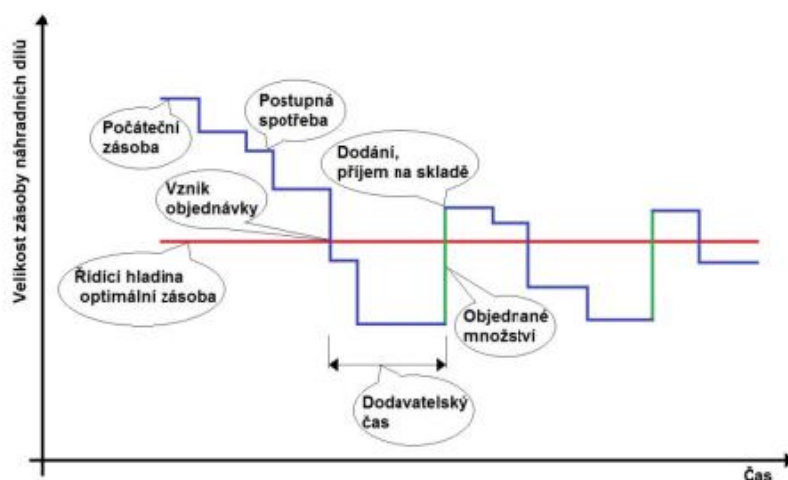 Velikost zásoby náhradních dílů
Počáteční
zásoba
Postupná
spotřeba
Dodání,
příjem na skladě
Vznik
objednávky
Řídicí hladina
optimální zásoba
Objednané
množství
Dodavatelský
čas
Čas